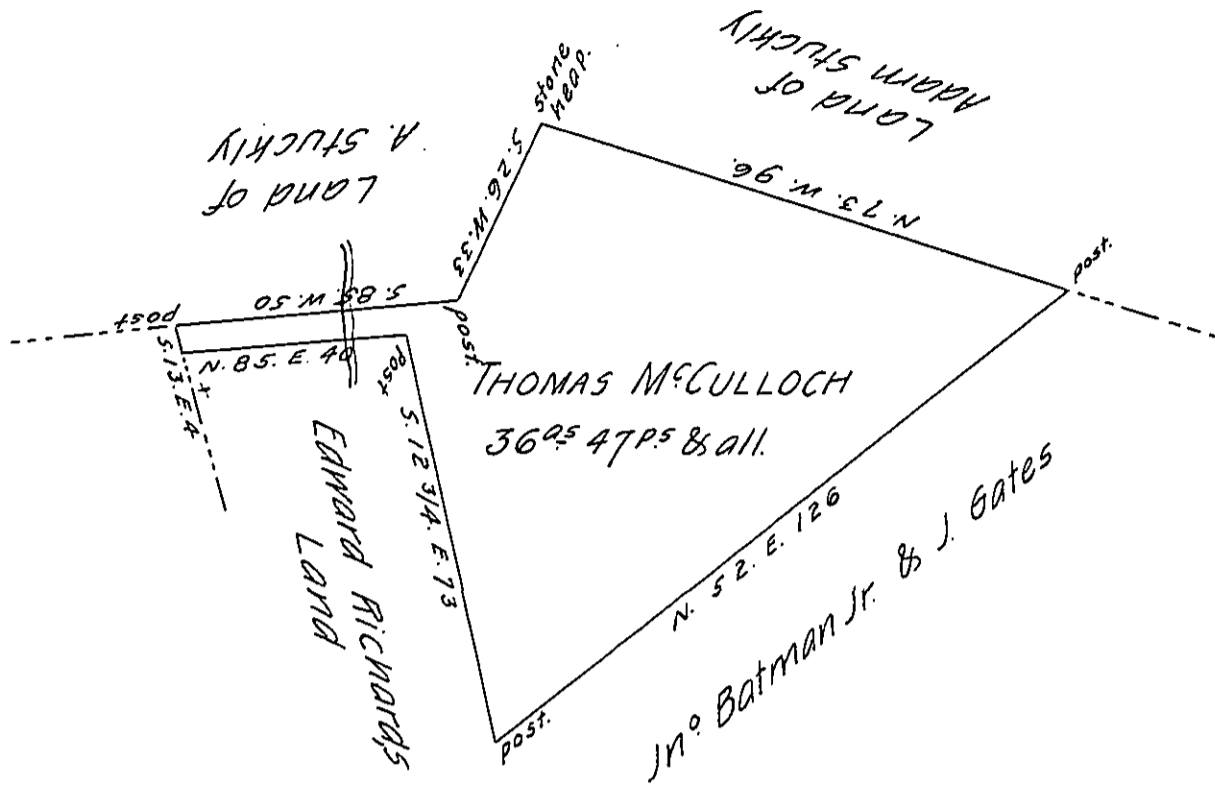 Land of
Adam Stuckly
stone
heap.
Land of
A. Stuckly
S. 26. W. 33
N. 73. W. 96.
post.
S. 85. W. 50
post
post.
N. 85. E. 40
post
S. 13. E. 4
+
THOMAS McCULLOCH
36as 47ps & all.
S. 12 3/4. E. 73
Edward Richards
Land
N. 52. E. 126
Jno Batman Jr. & J. Gates
post.